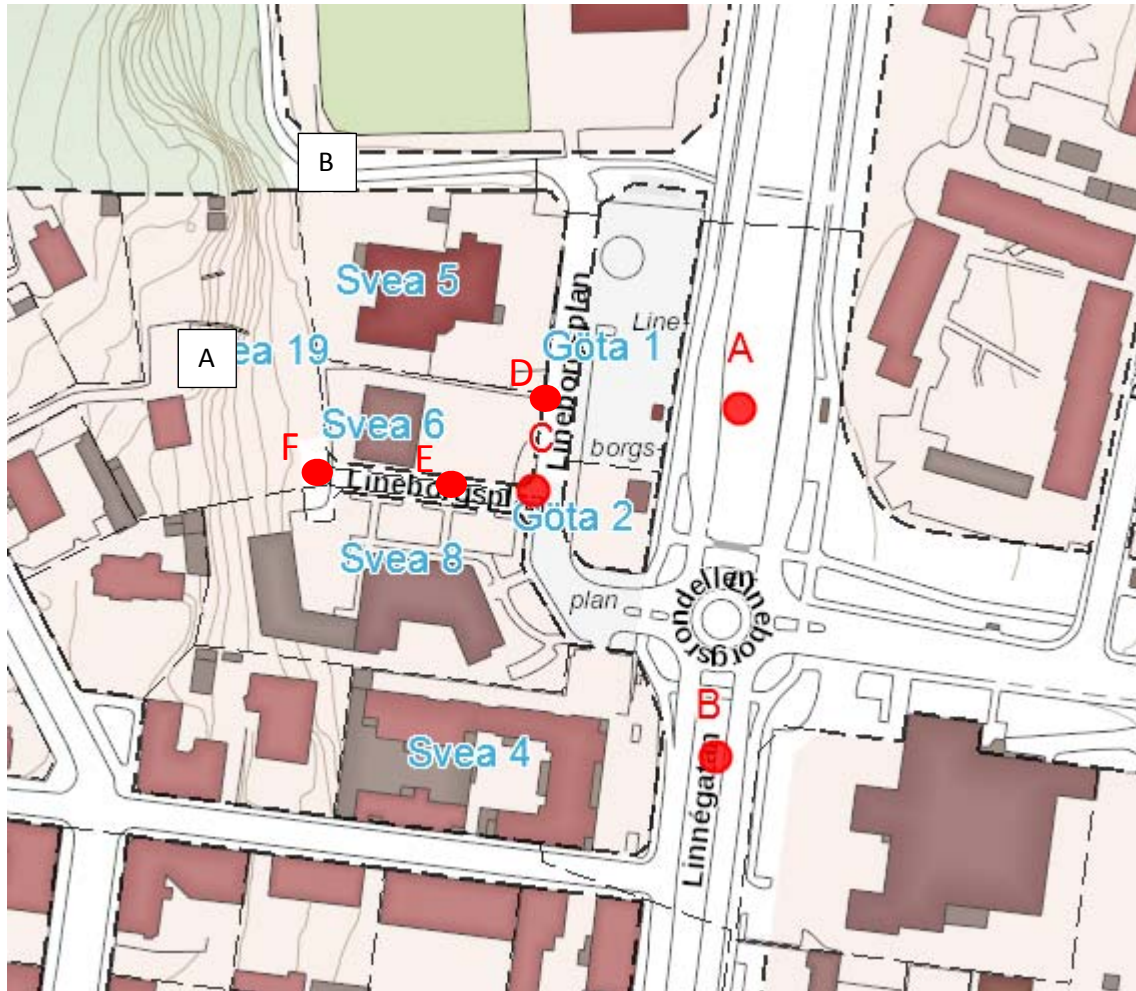 B
Svea 5
Lineborgsplan
Line-
Göta 1
A
A
ea 19
D
Svea 6
C
borgs-
F
E
Lineborgspl
Göta 2
Svea 8
plan
Lineborgsrondellen
B
Svea 4
Linnégatan